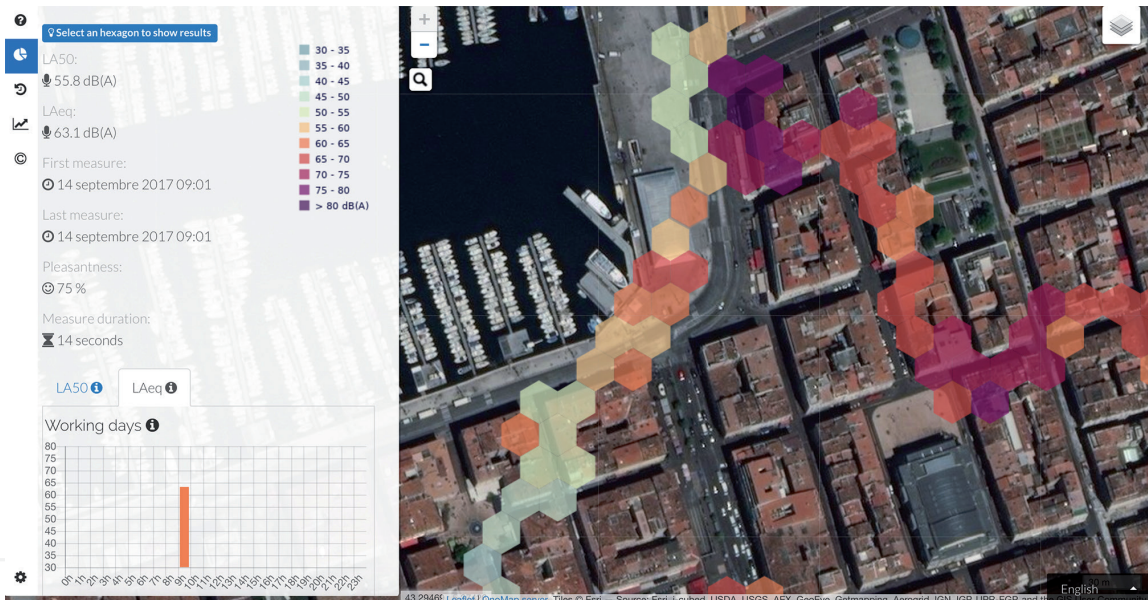 Select an hexagon to show results
LA50:
55.8 dB(A)
LAeq:
63.1 dB(A)
First measure:
14 septembre 2017 09:01
Last measure:
14 septembre 2017 09:01
Pleasantness:
75 %
Measure duration:
14 seconds
30 - 35
35 - 40
40 - 45
45 - 50
50 - 55
55 - 60
60 - 65
65 - 70
70 - 75
75 - 80
> 80 dB(A)
LA50
LAeq
Working days
80
75
70
65
60
55
50
45
40
35
30
0h 1h 2h 3h 4h 5h 6h 7h 8h 9h 10h 11h 12h 13h 14h 15h 16h 17h 18h 19h 20h 21h 22h 23h
+
−
English
Leaflet | OnoMap server, Tiles © Esri — Source: Esri, i-cubed, USDA, USGS, AEX, GeoEye, Getmapping, Aerogrid, IGN, IGP, UPR-EGP, and the